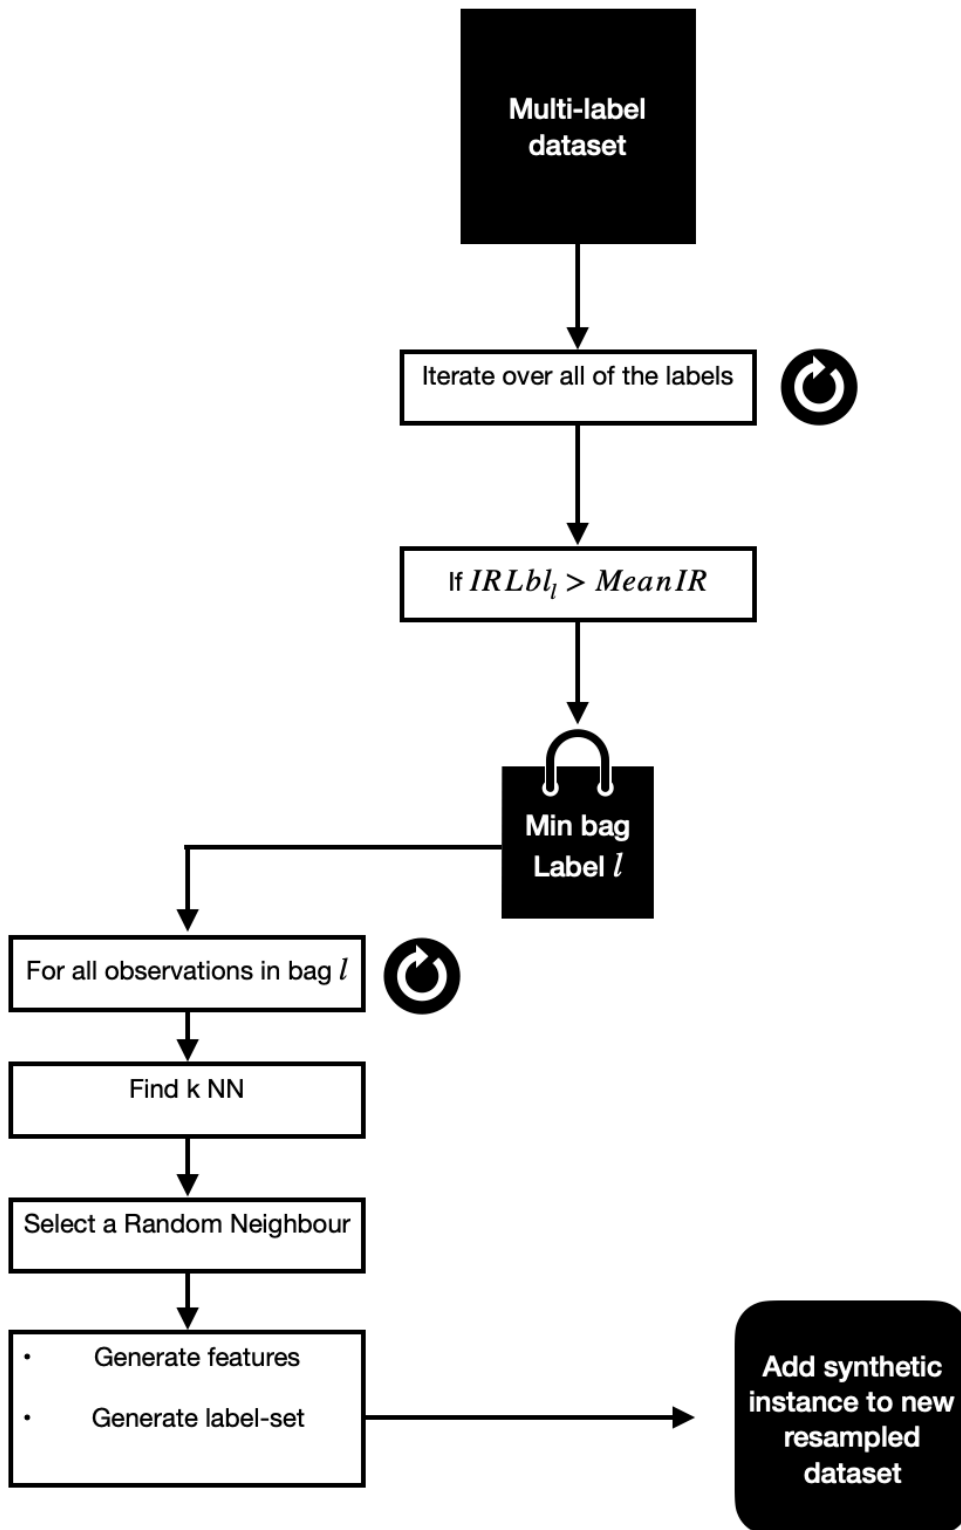 Multi-label
dataset
Iterate over all of the labels
If IRLbl_l > MeanIR
Min bag
Label l
For all observations in bag l
Find k NN
Select a Random Neighbour
• Generate features
• Generate label-set
Add synthetic
instance to new
resampled
dataset